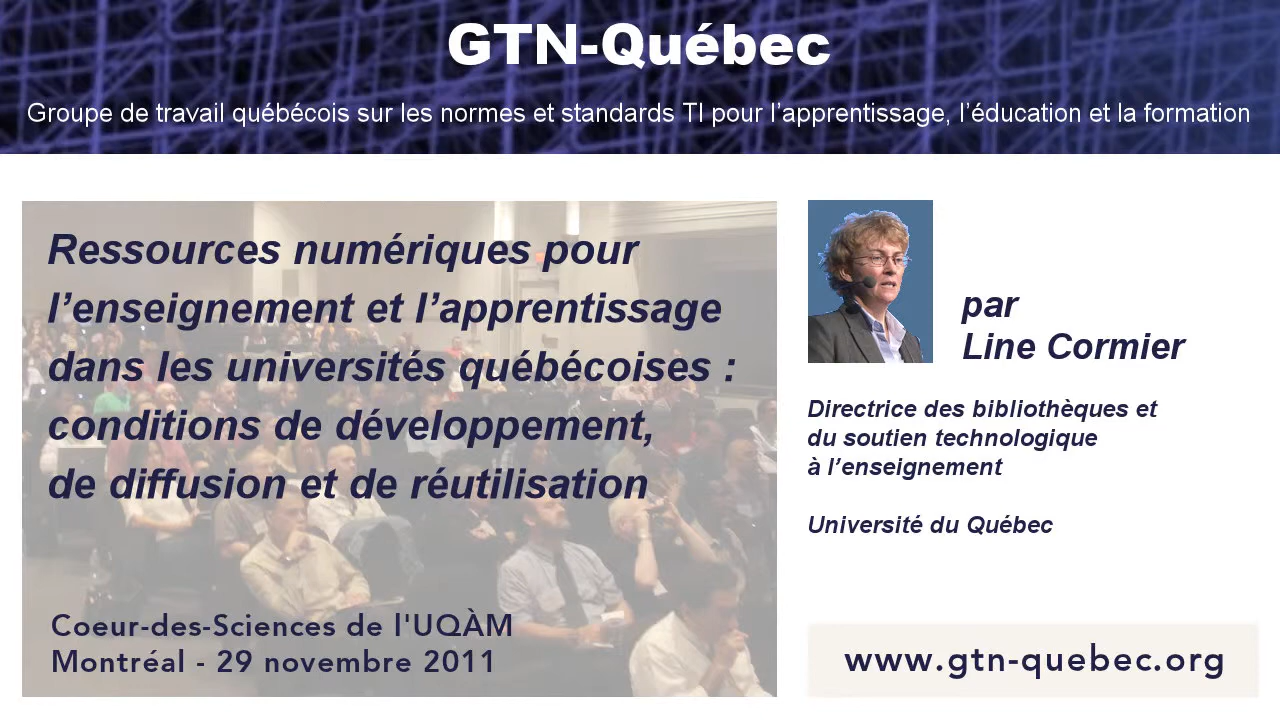 GTN-Québec
Groupe de travail québécois sur les normes et standards TI pour l’apprentissage, l’éducation et la formation
Ressources numériques pour
l’enseignement et l’apprentissage
dans les universités québécoises :
conditions de développement,
de diffusion et de réutilisation
Coeur-des-Sciences de l'UQÀM
Montréal - 29 novembre 2011
par
Line Cormier
Directrice des bibliothèques et
du soutien technologique
à l’enseignement
Université du Québec
www.gtn-quebec.org